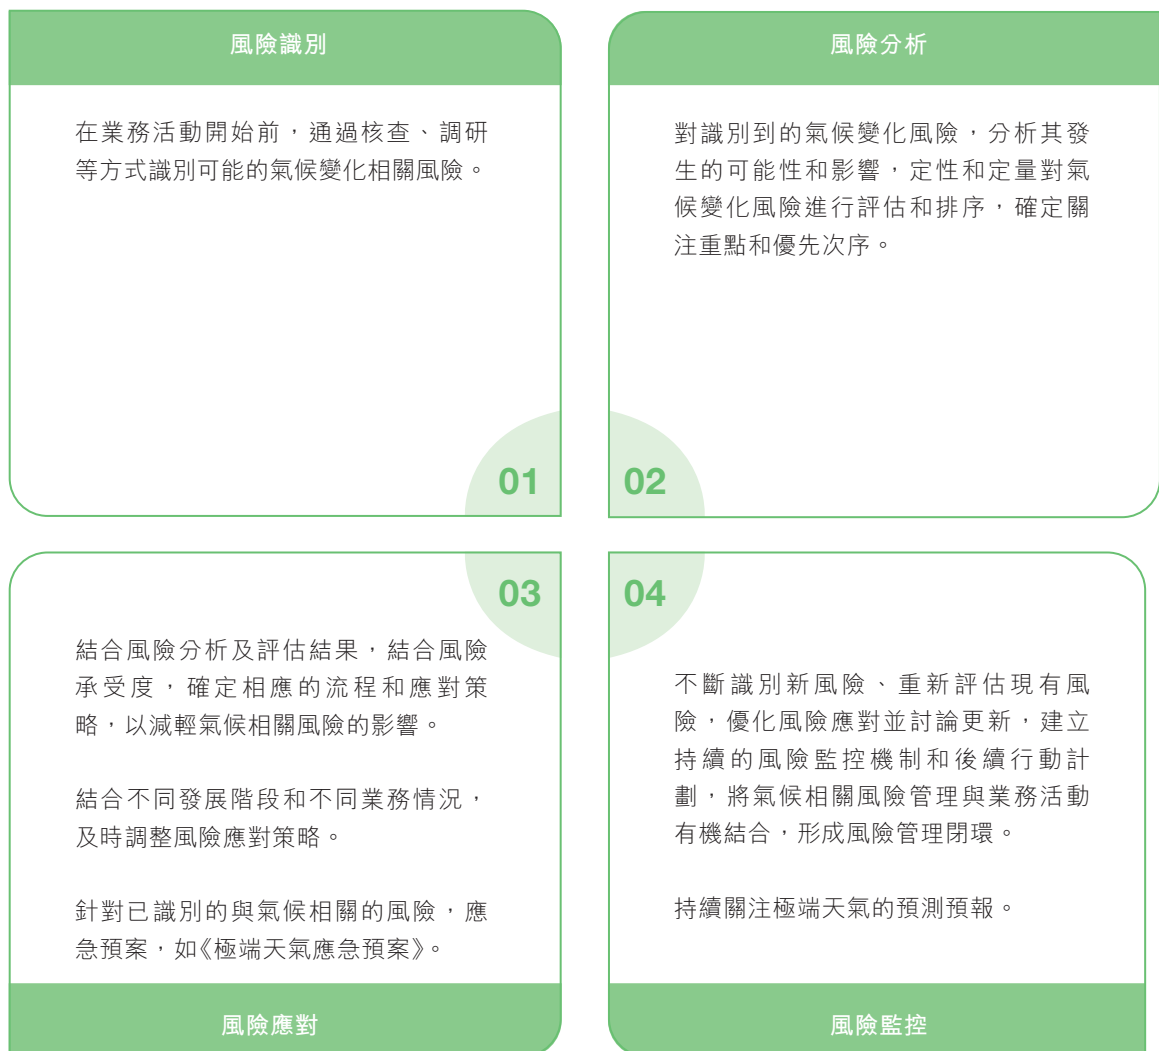 風險識別
在業務活動開始前，通過核查、調研
等方式識別可能的氣候變化相關風險。
01
風險分析
對識別到的氣候變化風險，分析其發
生的可能性和影響，定性和定量對氣
候變化風險進行評估和排序，確定關
注重點和優先次序。
02
03
結合風險分析及評估結果，結合風險
承受度，確定相應的流程和應對策
略，以減輕氣候相關風險的影響。
結合不同發展階段和不同業務情況，
及時調整風險應對策略。
針對已識別的與氣候相關的風險，應
急預案，如《極端天氣應急預案》。
風險應對
04
不斷識別新風險、重新評估現有風
險，優化風險應對並討論更新，建立
持續的風險監控機制和後續行動計
劃，將氣候相關風險管理與業務活動
有機結合，形成風險管理閉環。
持續關注極端天氣的預測預報。
風險監控